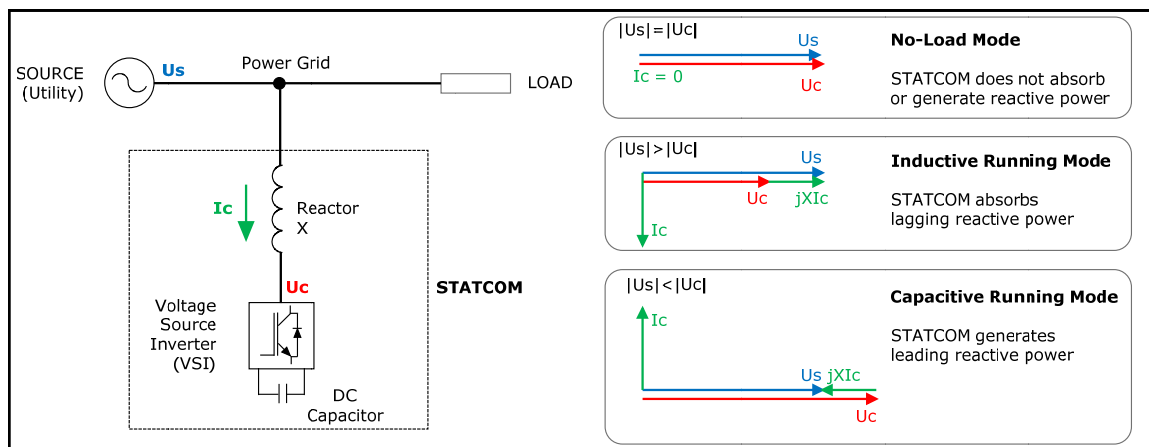 SOURCE
(Utility)
Us
Power Grid
LOAD
Ic
Reactor
X
Uc
STATCOM
Voltage
Source
Inverter
(VSI)
DC
Capacitor
|Us|=|Uc|
Us
Ic = 0
Uc
No-Load Mode
STATCOM does not absorb
or generate reactive power
|Us|>|Uc|
Us
Uc
jXIc
Ic
Inductive Running Mode
STATCOM absorbs
lagging reactive power
|Us|<|Uc|
Ic
Us
jXIc
Uc
Capacitive Running Mode
STATCOM generates
leading reactive power